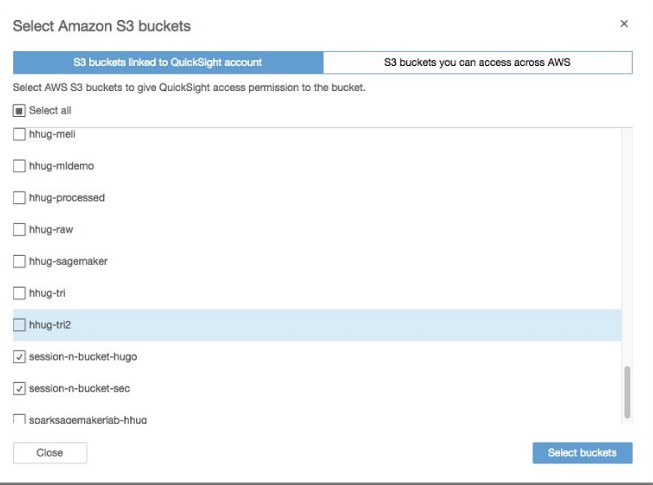 Select Amazon S3 buckets
S3 buckets linked to QuickSight account
S3 buckets you can access across AWS
Select AWS S3 buckets to give QuickSight access permission to the bucket.
Select all
hhug-meli
hhug-mldemo
hhug-processed
hhug-raw
hhug-sagemaker
hhug-tri
hhug-tri2
session-n-bucket-hugo
session-n-bucket-sec
sparksagemakerlab-hhug
Close
Select buckets